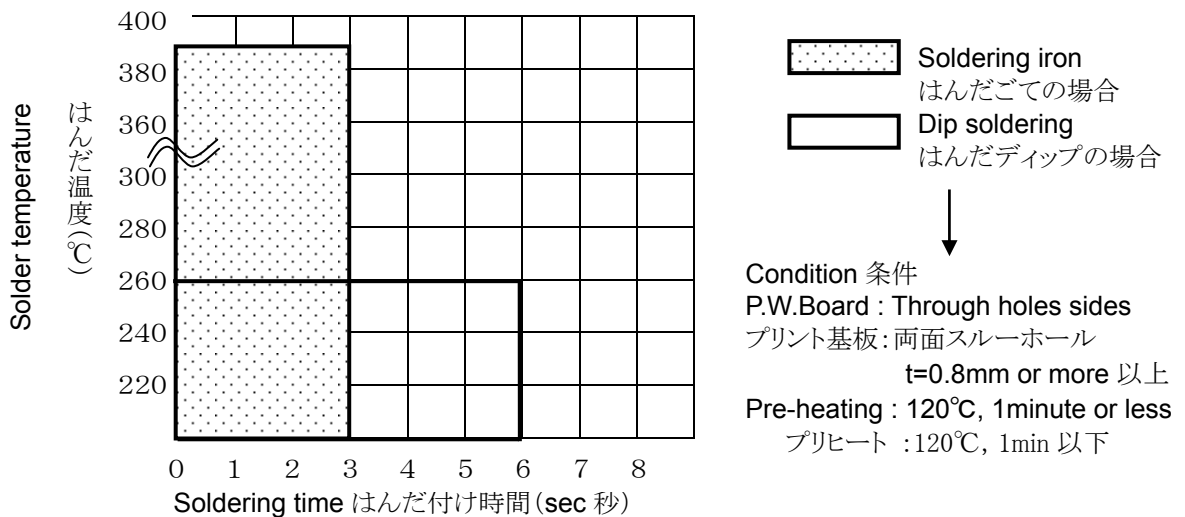 Solder temperature
はんだ温度(℃)
400
380
360
300
280
260
240
220
0 1 2 3 4 5 6 7 8
Soldering time はんだ付け時間(sec 秒)
Soldering iron
はんだごての場合
Dip soldering
はんだディップの場合
Condition 条件
P.W.Board : Through holes sides
プリント基板:両面スルーホール
t=0.8mm or more 以上
Pre-heating : 120℃, 1minute or less
プリヒート :120℃, 1min 以下